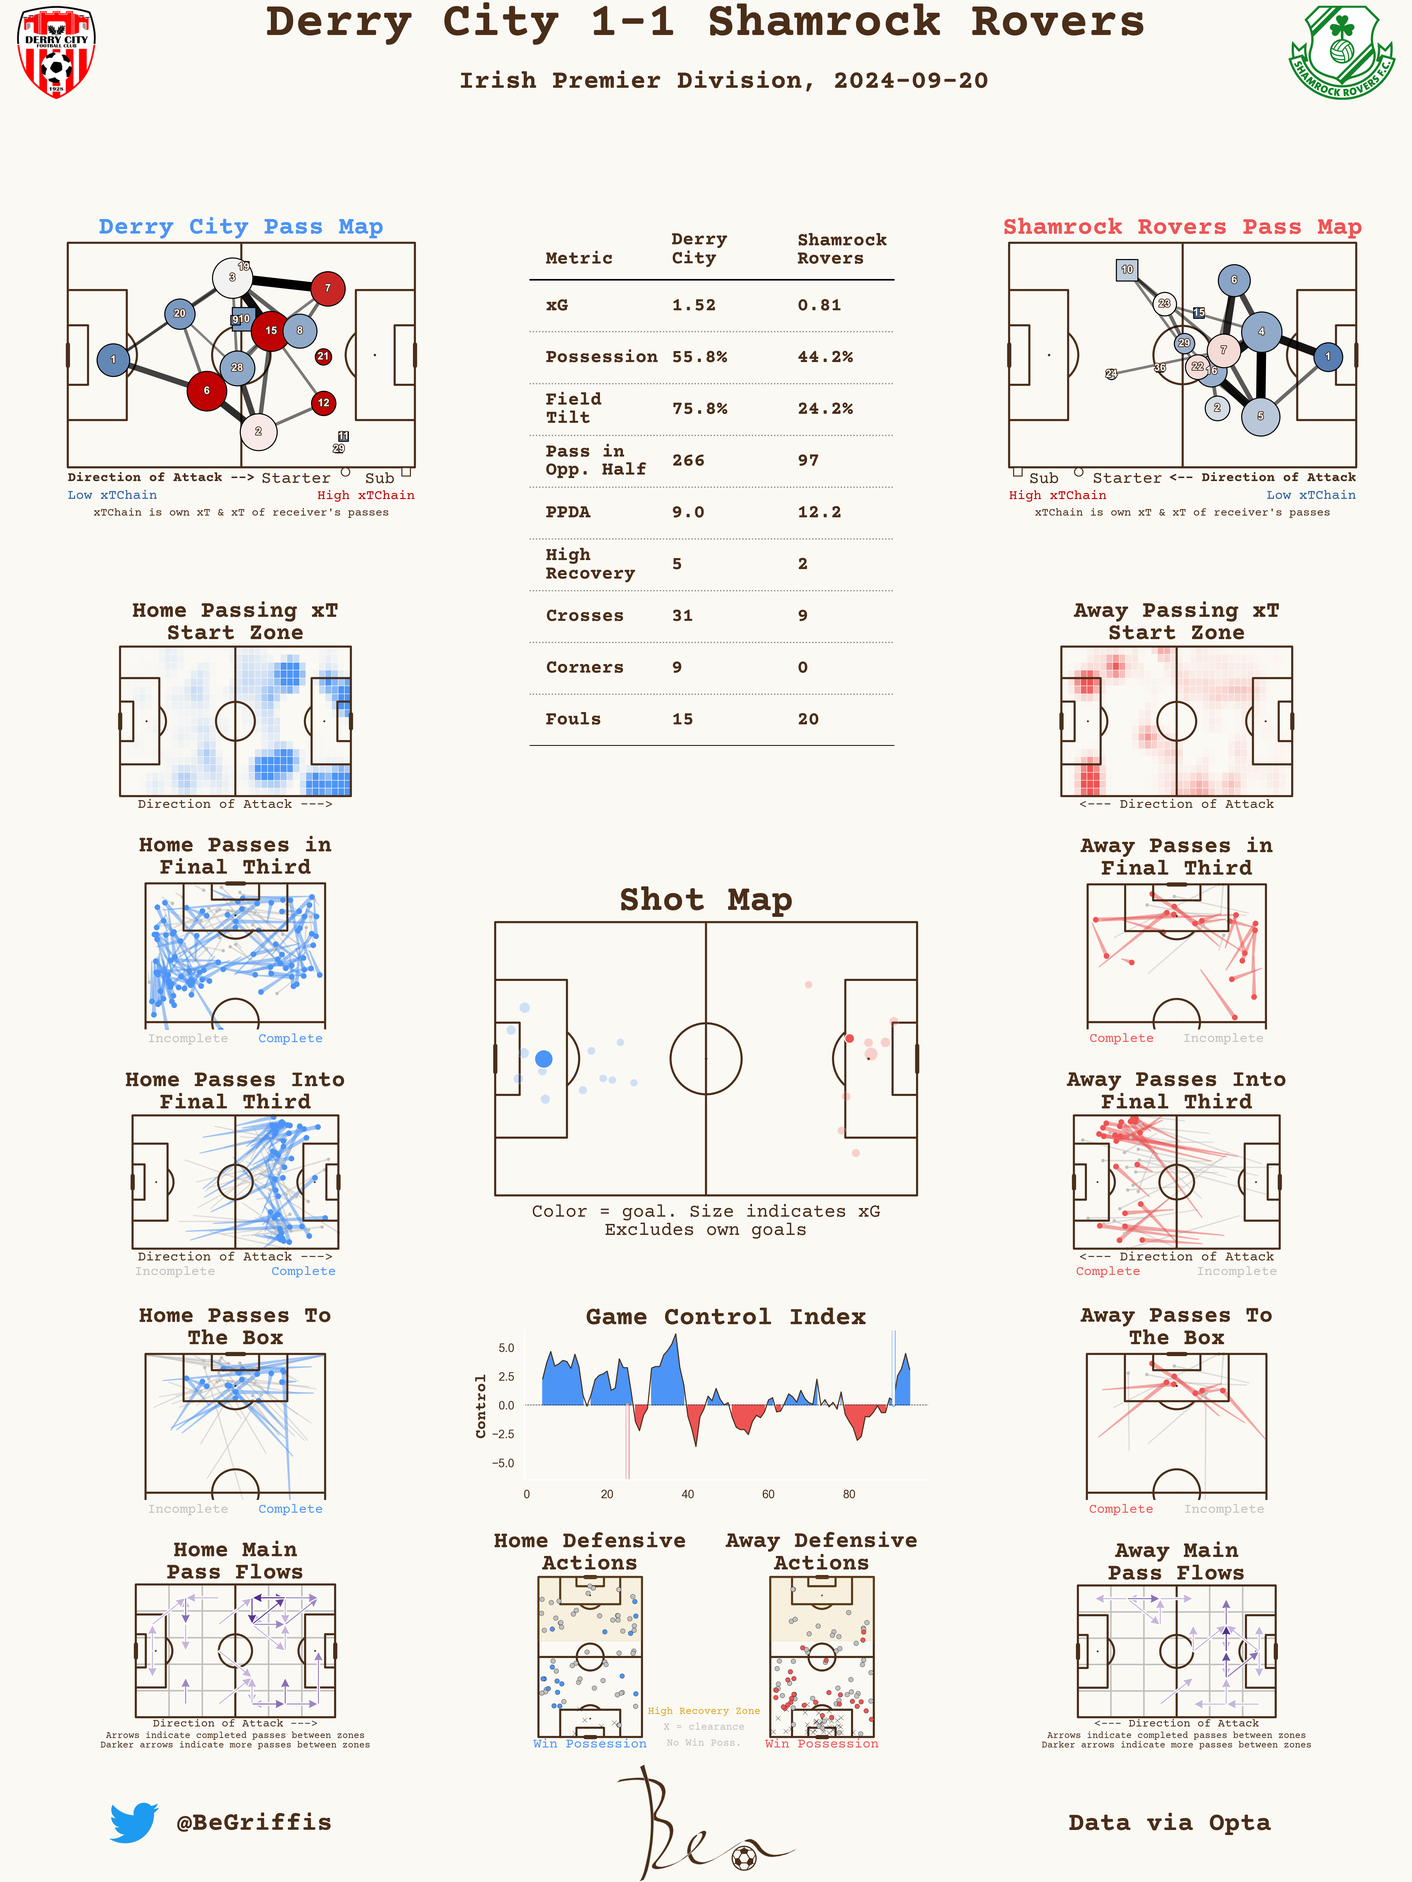 Derry City 1-1 Shamrock Rovers
Irish Premier Division, 2024-09-20
DERRY CITY
FOOTBALL CLUB
1928
SHAMROCK ROVERS F.C.
Derry City Pass Map
3
19
7
20
9
10
15
8
1
21
28
6
12
2
11
29
Direction of Attack --> Starter Sub
Low xTChain High xTChain
xTChain is own xT & xT of receiver's passes
Metric Derry City Shamrock Rovers
xG 1.52 0.81
Possession 55.8% 44.2%
Field Tilt 75.8% 24.2%
Pass in Opp. Half 266 97
PPDA 9.0 12.2
High Recovery 5 2
Crosses 31 9
Corners 9 0
Fouls 15 20
Shamrock Rovers Pass Map
10
6
23
15
4
29
7
1
24
36
22
16
2
5
Sub Starter <-- Direction of Attack
High xTChain Low xTChain
xTChain is own xT & xT of receiver's passes
Home Passing xT
Start Zone
Direction of Attack --->
Away Passing xT
Start Zone
<--- Direction of Attack
Home Passes in
Final Third
Incomplete Complete
Away Passes in
Final Third
Complete Incomplete
Shot Map
Color = goal. Size indicates xG
Excludes own goals
Home Passes Into
Final Third
Direction of Attack --->
Incomplete Complete
Away Passes Into
Final Third
<--- Direction of Attack
Complete Incomplete
Home Passes To
The Box
Incomplete Complete
Game Control Index
Control
5.0
2.5
0.0
−2.5
−5.0
0 20 40 60 80
Away Passes To
The Box
Complete Incomplete
Home Main
Pass Flows
Direction of Attack --->
Arrows indicate completed passes between zones
Darker arrows indicate more passes between zones
Home Defensive
Actions
Win Possession
High Recovery Zone
X = clearance
No Win Poss.
Away Defensive
Actions
Win Possession
Away Main
Pass Flows
<--- Direction of Attack
Arrows indicate completed passes between zones
Darker arrows indicate more passes between zones
@BeGriffis
Ben
Data via Opta